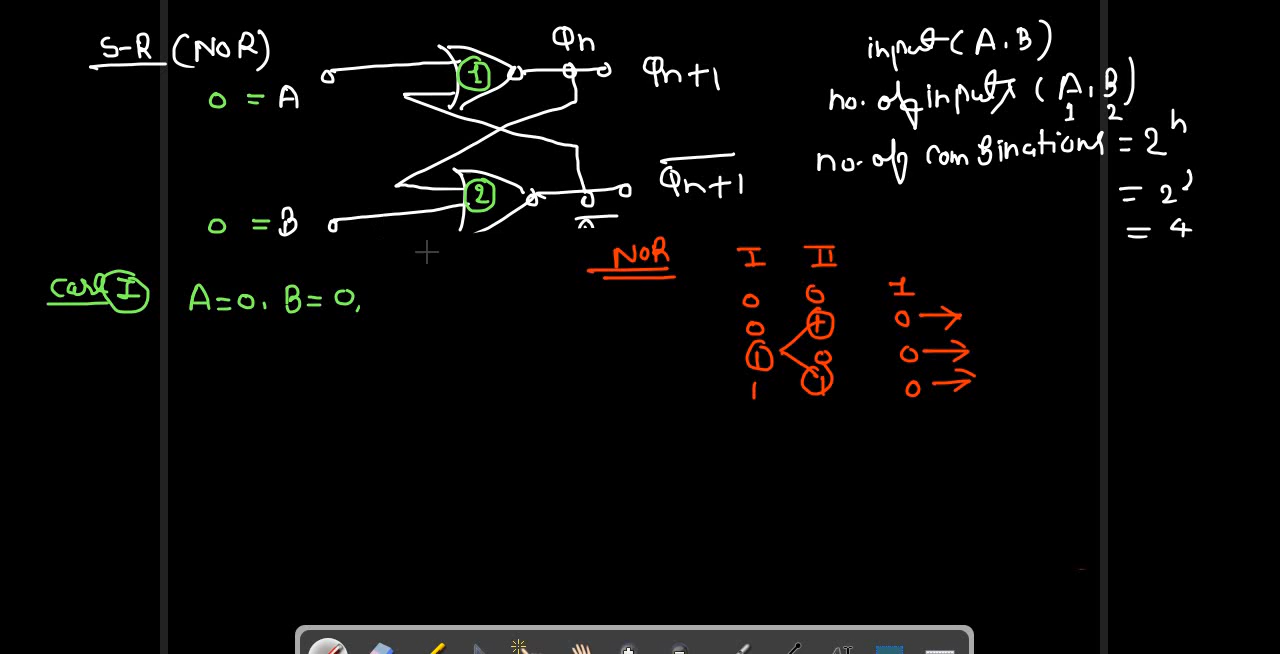 S-R (NOR)
0 = A
1
Qn
Qn+1
2
Qn+1
0 = B
input (A, B)
no. of inputs (A, B)
1 2
no. of combinations = 2^n
= 2^2
= 4
Case I A=0, B=0,
NOR I II
0 0 1
0 1 0 →
1 0 0 →
1 1 0 →